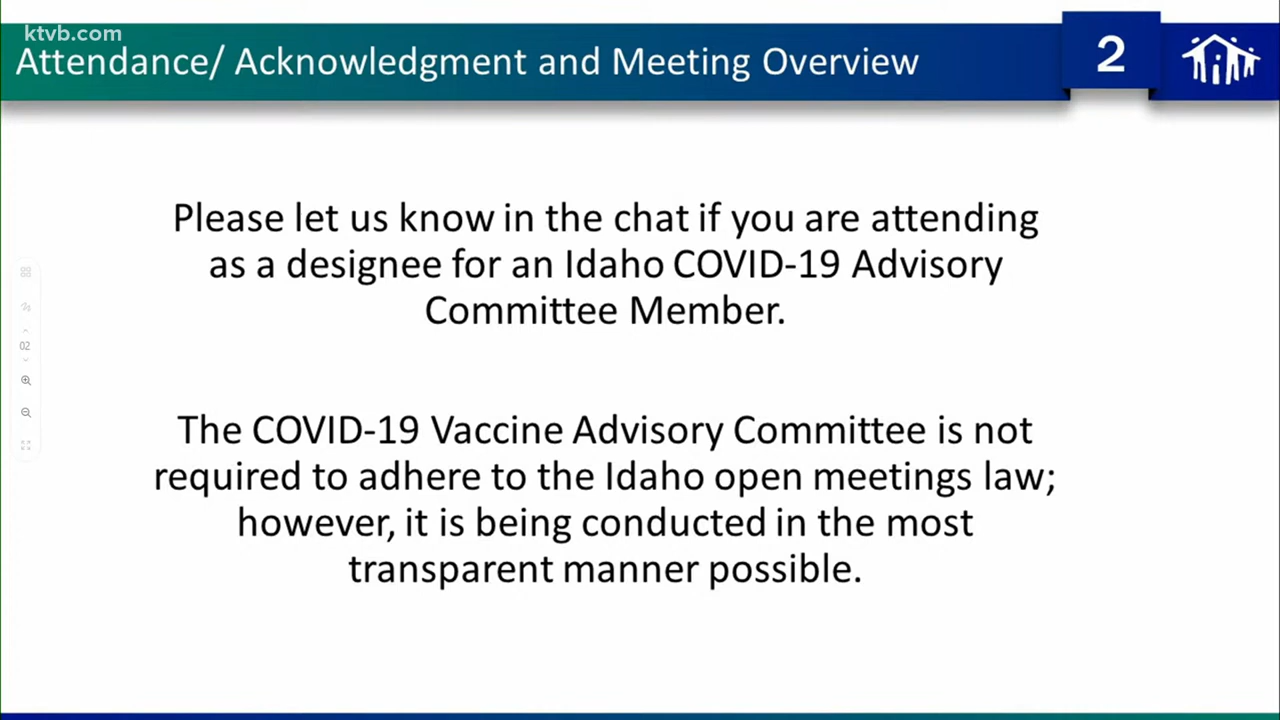 ktvb.com
Attendance/ Acknowledgment and Meeting Overview
2
Please let us know in the chat if you are attending
as a designee for an Idaho COVID-19 Advisory
Committee Member.
02
The COVID-19 Vaccine Advisory Committee is not
required to adhere to the Idaho open meetings law;
however, it is being conducted in the most
transparent manner possible.